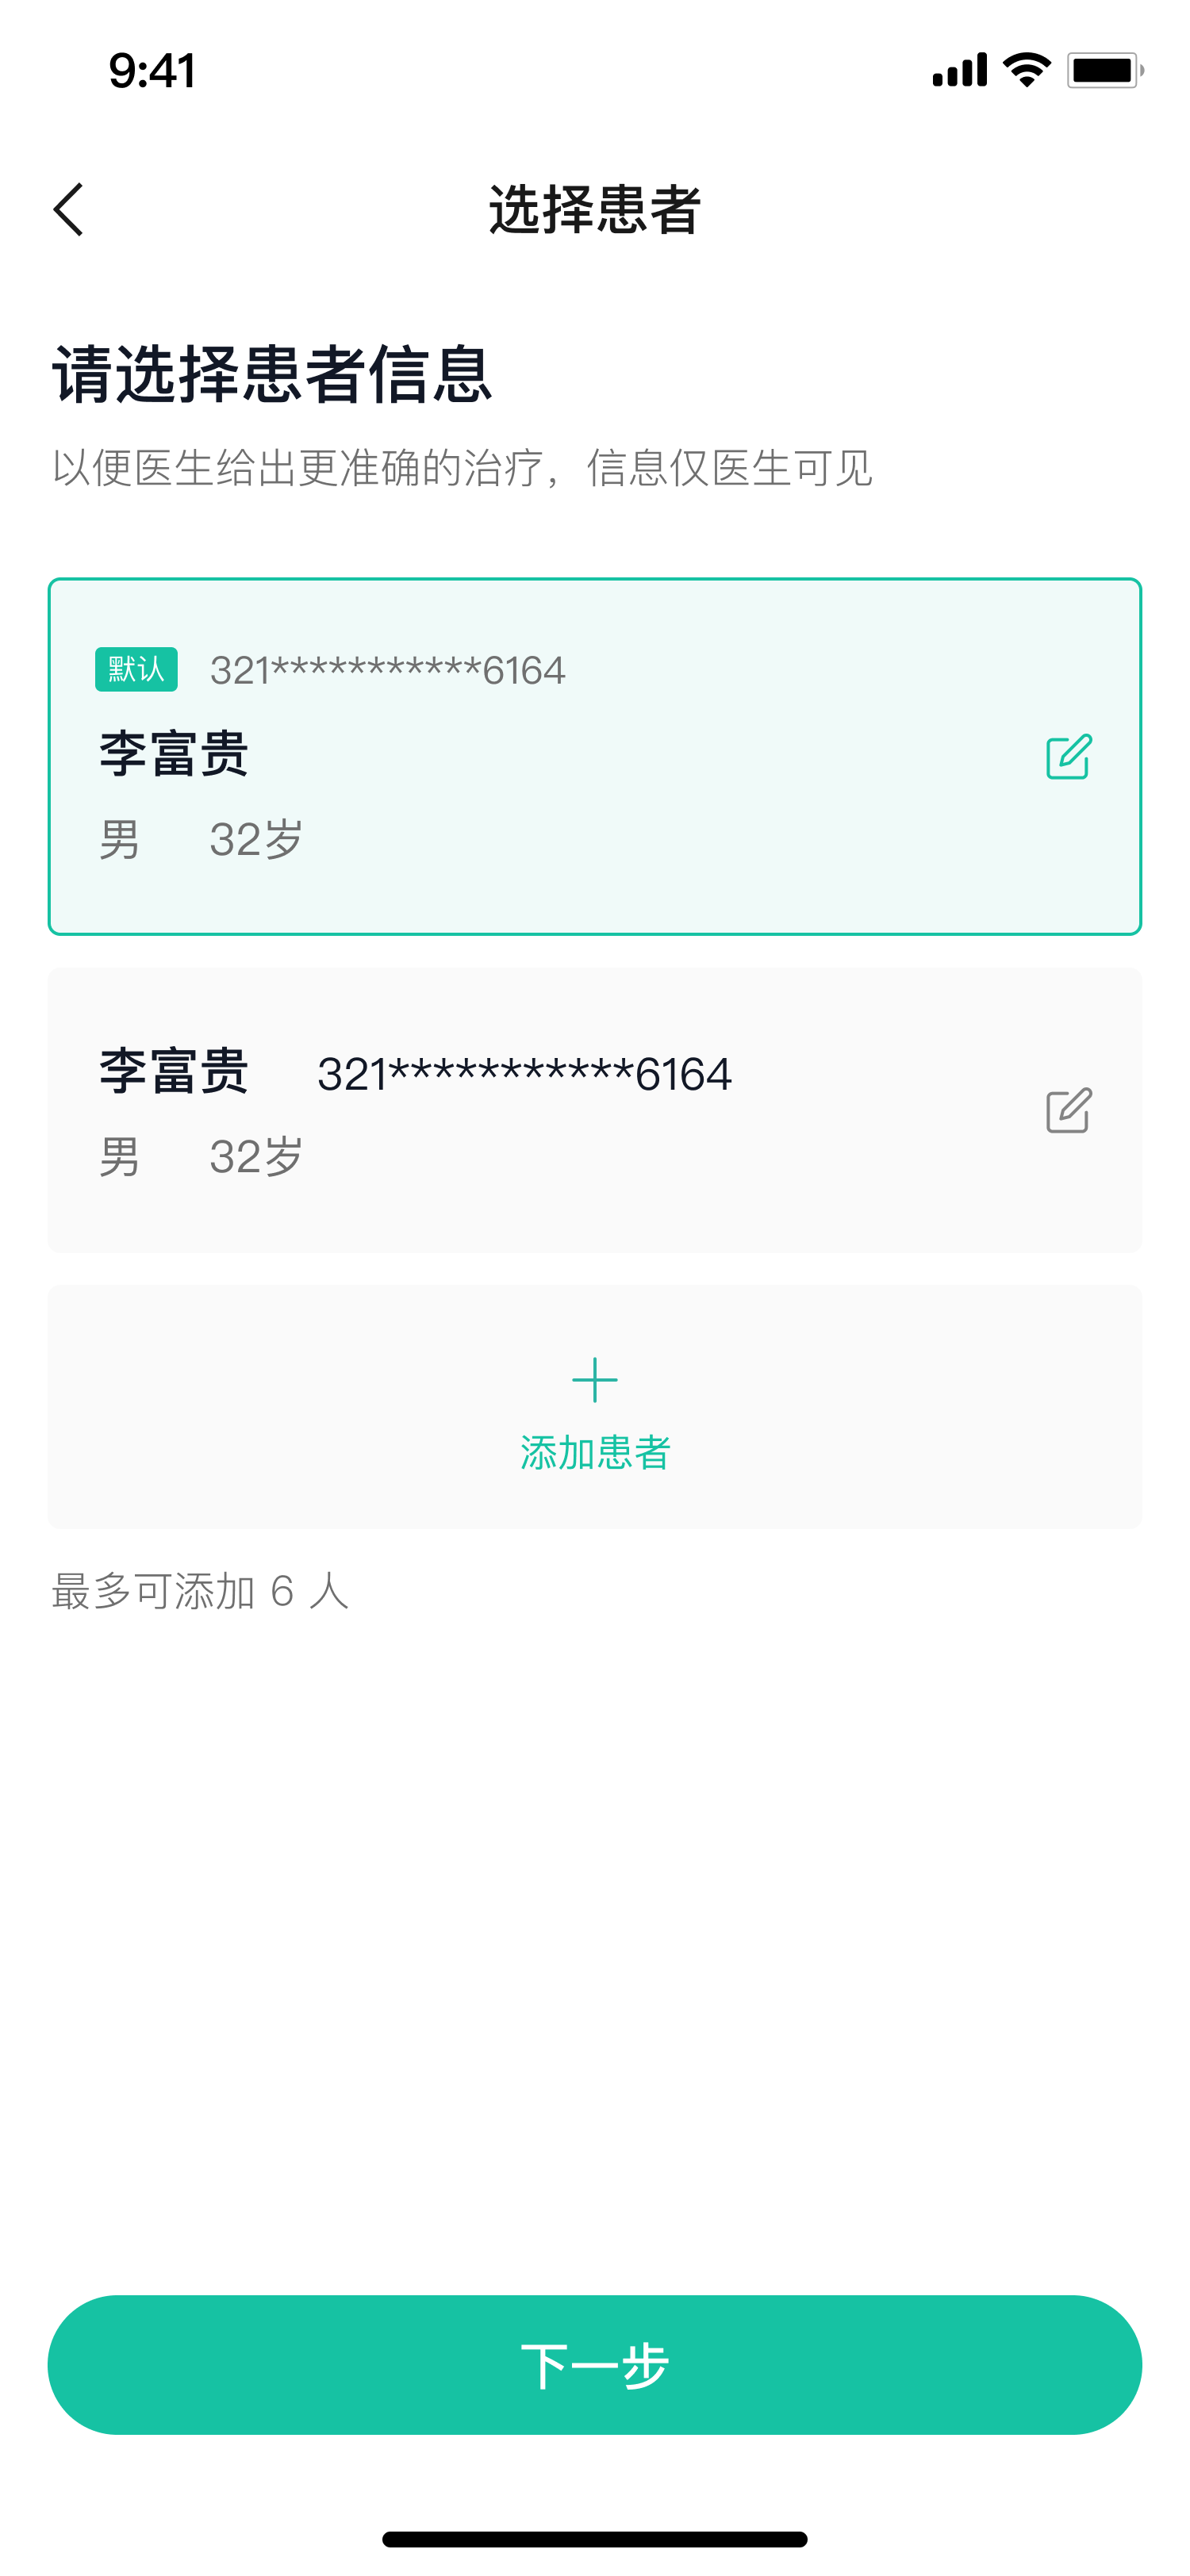 9:41
选择患者
请选择患者信息
以便医生给出更准确的治疗，信息仅医生可见
默认 321***********6164
李富贵
男 32岁
李富贵 321***********6164
男 32岁
添加患者
最多可添加 6 人
下一步